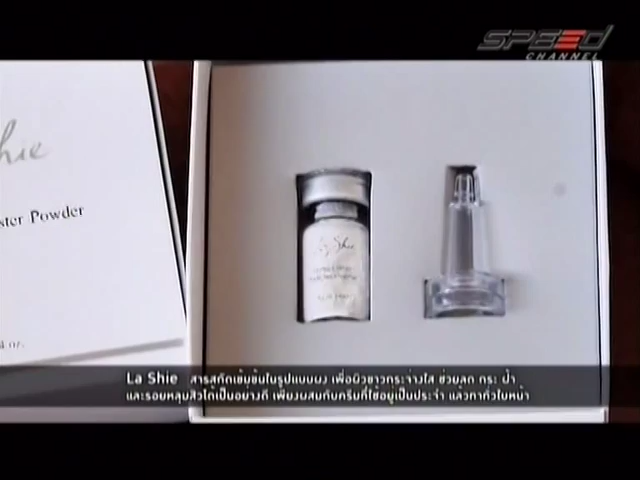 SPEED
CHANNEL
hie
ster Powder
oz.
La Shie
La Shie สารสกัดเข้มข้นในรูปแบบผง เพื่อผิวขาวกระจ่างใส ช่วยลด กระ ฝ้า
และรอยหลุมสิวได้เป็นอย่างดี เพียงผสมกับครีมที่ใช้อยู่เป็นประจำ แล้วทาทั่วใบหน้า